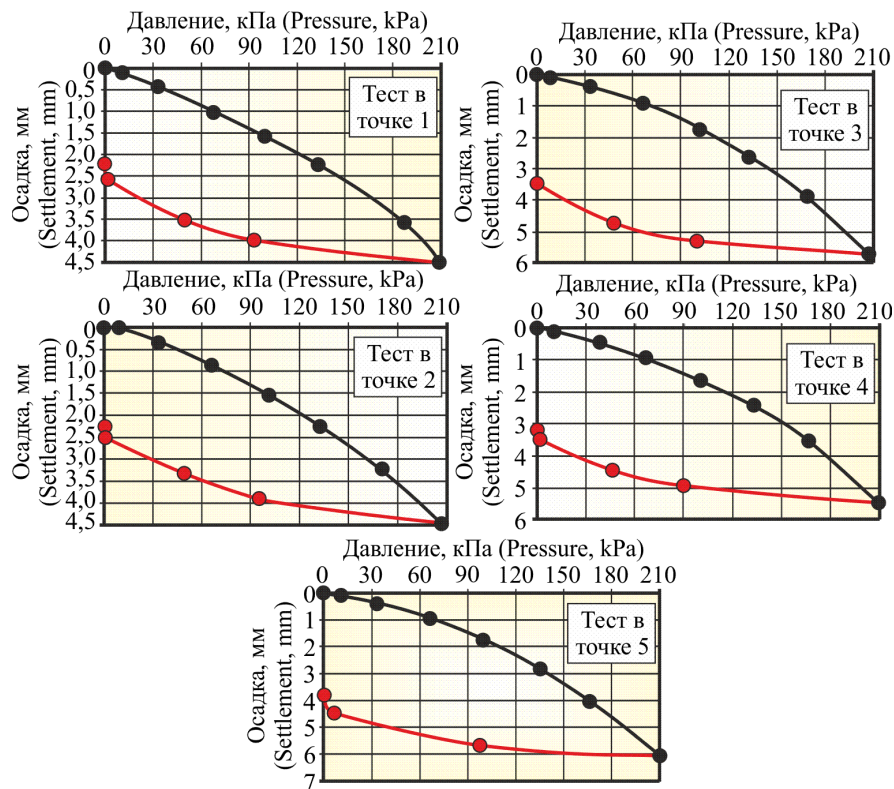 Давление, кПа (Pressure, kPa)
0 30 60 90 120 150 180 210
Осадка, мм
(Settlement, mm)
0
0,5
1,0
1,5
2,0
2,5
3,0
3,5
4,0
4,5
Тест в
точке 1
Давление, кПа (Pressure, kPa)
0 30 60 90 120 150 180 210
Осадка, мм
(Settlement, mm)
0
1
2
3
4
5
6
Тест в
точке 3
Давление, кПа (Pressure, kPa)
0 30 60 90 120 150 180 210
Осадка, мм
(Settlement, mm)
0
0,5
1,0
1,5
2,0
2,5
3,0
3,5
4,0
4,5
Тест в
точке 2
Давление, кПа (Pressure, kPa)
0 30 60 90 120 150 180 210
Осадка, мм
(Settlement, mm)
0
1
2
3
4
5
6
Тест в
точке 4
Давление, кПа (Pressure, kPa)
0 30 60 90 120 150 180 210
Осадка, мм
(Settlement, mm)
0
1
2
3
4
5
6
7
Тест в
точке 5